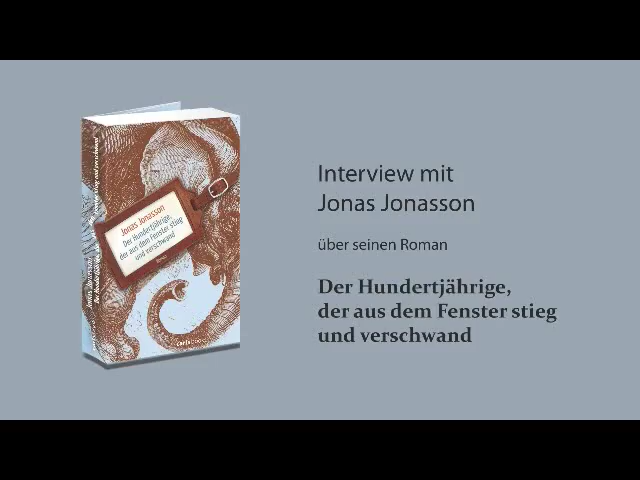 Jonas Jonasson
Der Hundertjährige,
der aus dem Fenster stieg
und verschwand
Interview mit
Jonas Jonasson
über seinen Roman
Der Hundertjährige,
der aus dem Fenster stieg
und verschwand